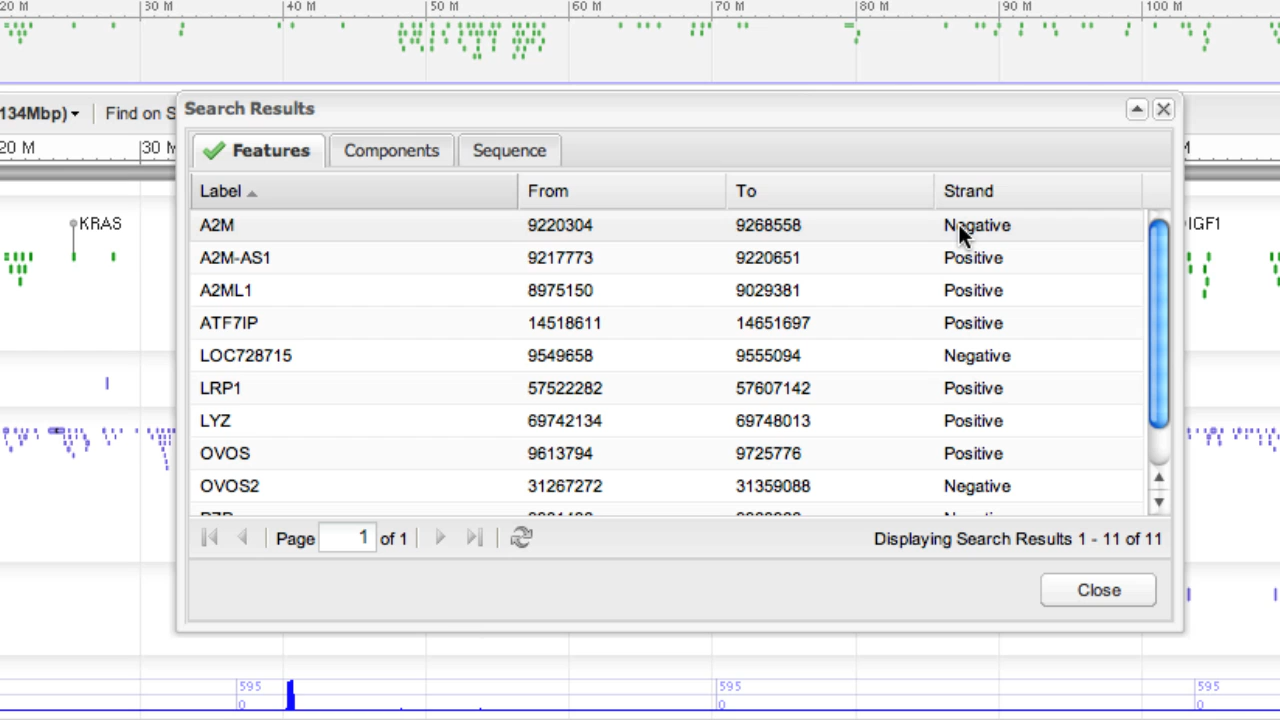 20 M 30 M 40 M 50 M 60 M 70 M 80 M 90 M 100 M
134Mbp) Find on S
20 M 30 M
Search Results
Features Components Sequence
Label From To Strand
A2M 9220304 9268558 Negative
A2M-AS1 9217773 9220651 Positive
A2ML1 8975150 9029381 Positive
ATF7IP 14518611 14651697 Positive
LOC728715 9549658 9555094 Negative
LRP1 57522282 57607142 Positive
LYZ 69742134 69748013 Positive
OVOS 9613794 9725776 Positive
OVOS2 31267272 31359088 Negative
Page 1 of 1 Displaying Search Results 1 - 11 of 11
Close
KRAS
IGF1
595 595 595
0 0 0